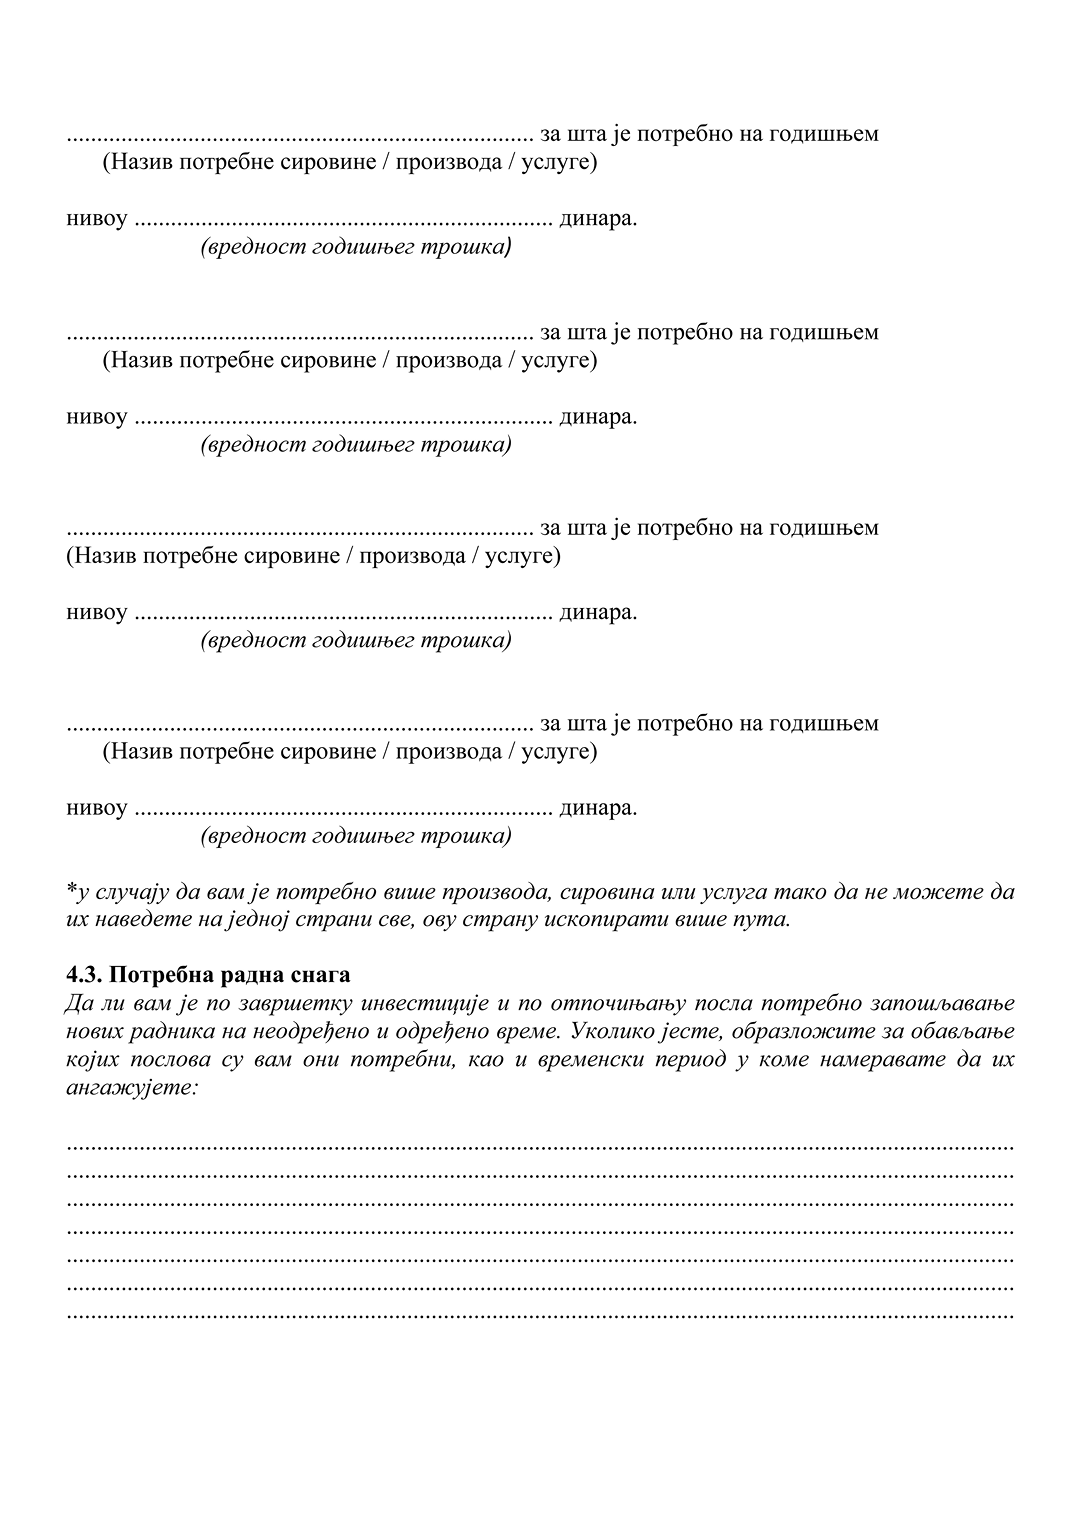 ............................................................................. за шта је потребно на годишњем
(Назив потребне сировине / производа / услуге)
нивоу ..................................................................... динара.
(вредност годишњег трошка)
............................................................................. за шта је потребно на годишњем
(Назив потребне сировине / производа / услуге)
нивоу ..................................................................... динара.
(вредност годишњег трошка)
............................................................................. за шта је потребно на годишњем
(Назив потребне сировине / производа / услуге)
нивоу ..................................................................... динара.
(вредност годишњег трошка)
............................................................................. за шта је потребно на годишњем
(Назив потребне сировине / производа / услуге)
нивоу ..................................................................... динара.
(вредност годишњег трошка)
*у случају да вам је потребно више производа, сировина или услуга тако да не можете да
их наведете на једној страни све, ову страну ископирати више пута.
4.3. Потребна радна снага
Да ли вам је по завршетку инвестиције и по отпочињању посла потребно запошљавање
нових радника на неодређено и одређено време. Уколико јесте, образложите за обављање
којих послова су вам они потребни, као и временски период у коме намеравате да их
ангажујете:
............................................................................................................................................................
............................................................................................................................................................
............................................................................................................................................................
............................................................................................................................................................
............................................................................................................................................................
............................................................................................................................................................
............................................................................................................................................................